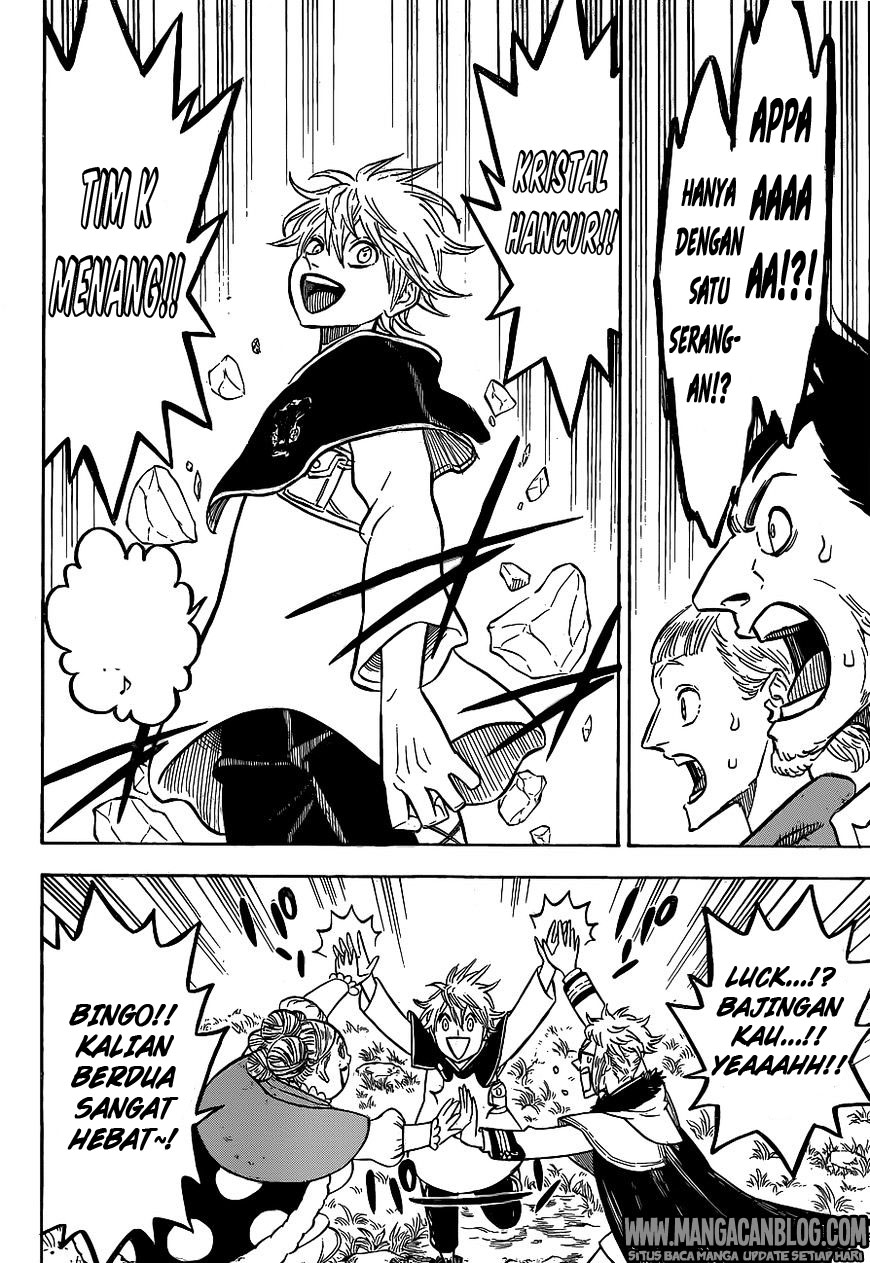 APPA
AAAA
AA!?!
HANYA
DENGAN
SATU
SERANG-
AN!?
KRISTAL
HANCUR!!
TIM K
MENANG!!
LUCK...!?
BAJINGAN
KAU...!!
YEAAAHH!!
BINGO!!
KALIAN
BERDUA
SANGAT
HEBAT~!
WWW.MANGACANBLOG.COM
SITUS BACA MANGA UPDATE SETIAP HARI